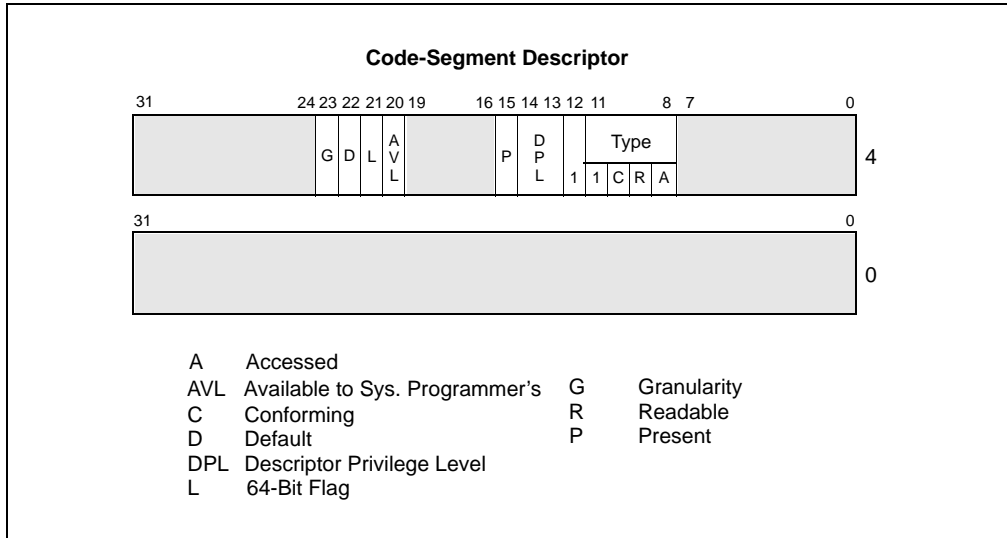 Code-Segment Descriptor
31 24 23 22 21 20 19 16 15 14 13 12 11 8 7 0
G D L AVL P DPL 1 Type 4
1 C R A
31 0
0
A Accessed
AVL Available to Sys. Programmer’s
C Conforming
D Default
DPL Descriptor Privilege Level
L 64-Bit Flag
G Granularity
R Readable
P Present